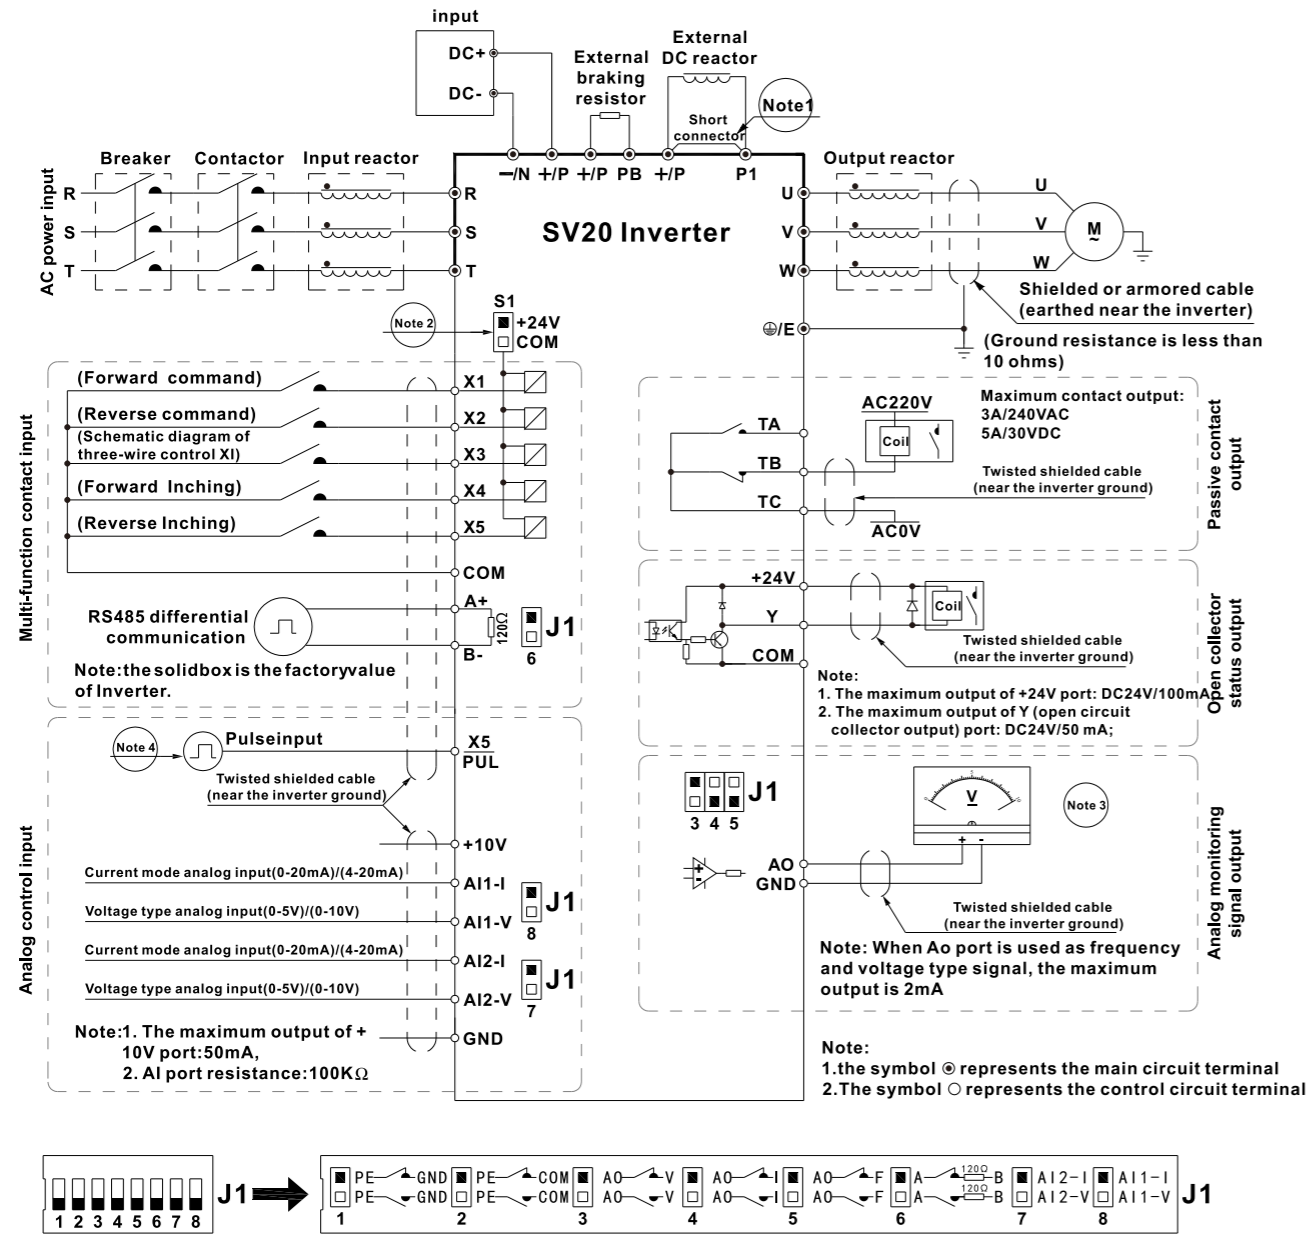 input
DC+
DC-
External
braking
resistor
External
DC reactor
Short
connector
Note1
Breaker
Contactor
Input reactor
−/N +/P +/P PB +/P P1
Output reactor
AC power input
R
S
T
R
S
T
SV20 Inverter
U
V
W
U
V
W
M
~
Shielded or armored cable
(earthed near the inverter)
/E
(Ground resistance is less than
10 ohms)
Note 2
S1
+24V
COM
Multi-function contact input
(Forward command)
X1
(Reverse command)
X2
(Schematic diagram of
three-wire control XI)
X3
(Forward Inching)
X4
(Reverse Inching)
X5
COM
RS485 differential
communication
A+
B-
120Ω
J1
6
Note:the solidbox is the factoryvalue
of Inverter.
Passive contact
output
TA
TB
TC
AC220V
Coil
AC0V
Maximum contact output:
3A/240VAC
5A/30VDC
Twisted shielded cable
(near the inverter ground)
Open collector
status output
+24V
Y
COM
Coil
Twisted shielded cable
(near the inverter ground)
Note:
1. The maximum output of +24V port: DC24V/100mA
2. The maximum output of Y (open circuit
collector output) port: DC24V/50 mA;
Analog control input
Note 4
Pulseinput
X5
PUL
Twisted shielded cable
(near the inverter ground)
+10V
Current mode analog input(0-20mA)/(4-20mA)
AI1-I
Voltage type analog input(0-5V)/(0-10V)
AI1-V
J1
8
Current mode analog input(0-20mA)/(4-20mA)
AI2-I
Voltage type analog input(0-5V)/(0-10V)
AI2-V
J1
7
GND
Note:1. The maximum output of +
10V port:50mA,
2. AI port resistance:100KΩ
Analog monitoring
signal output
J1
3 4 5
0 5 10
V
+ -
Note 3
+
-
AO
GND
Twisted shielded cable
(near the inverter ground)
Note: When Ao port is used as frequency
and voltage type signal, the maximum
output is 2mA
Note:
1.the symbol ⦿ represents the main circuit terminal
2.The symbol ○ represents the control circuit terminal
1 2 3 4 5 6 7 8
J1
PE GND PE COM AO V AO I AO F A 120Ω B AI2-I AI1-I
PE GND PE COM AO V AO I AO F A 120Ω B AI2-V AI1-V
1 2 3 4 5 6 7 8
J1